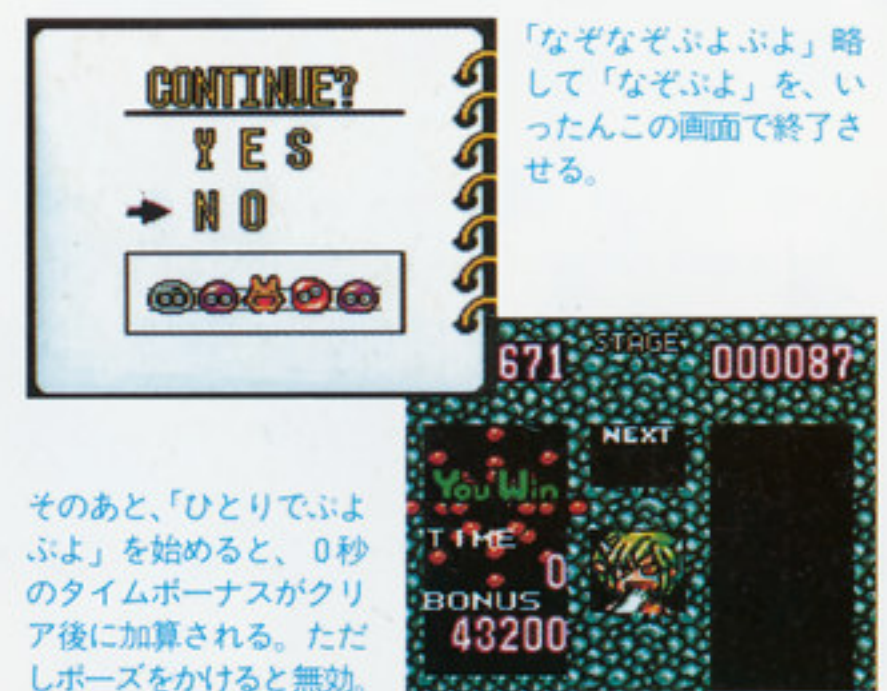 CONTINUE?
YES
NO
「なぞなぞぷよぷよ」略
して「なぞぷよ」を、い
ったんこの画面で終了さ
せる。
671
STAGE
000087
NEXT
You Win
TIME
0
BONUS
43200
そのあと、「ひとりでぷよ
ぷよ」を始めると、0秒
のタイムボーナスがクリ
ア後に加算される。ただ
しポーズをかけると無効。